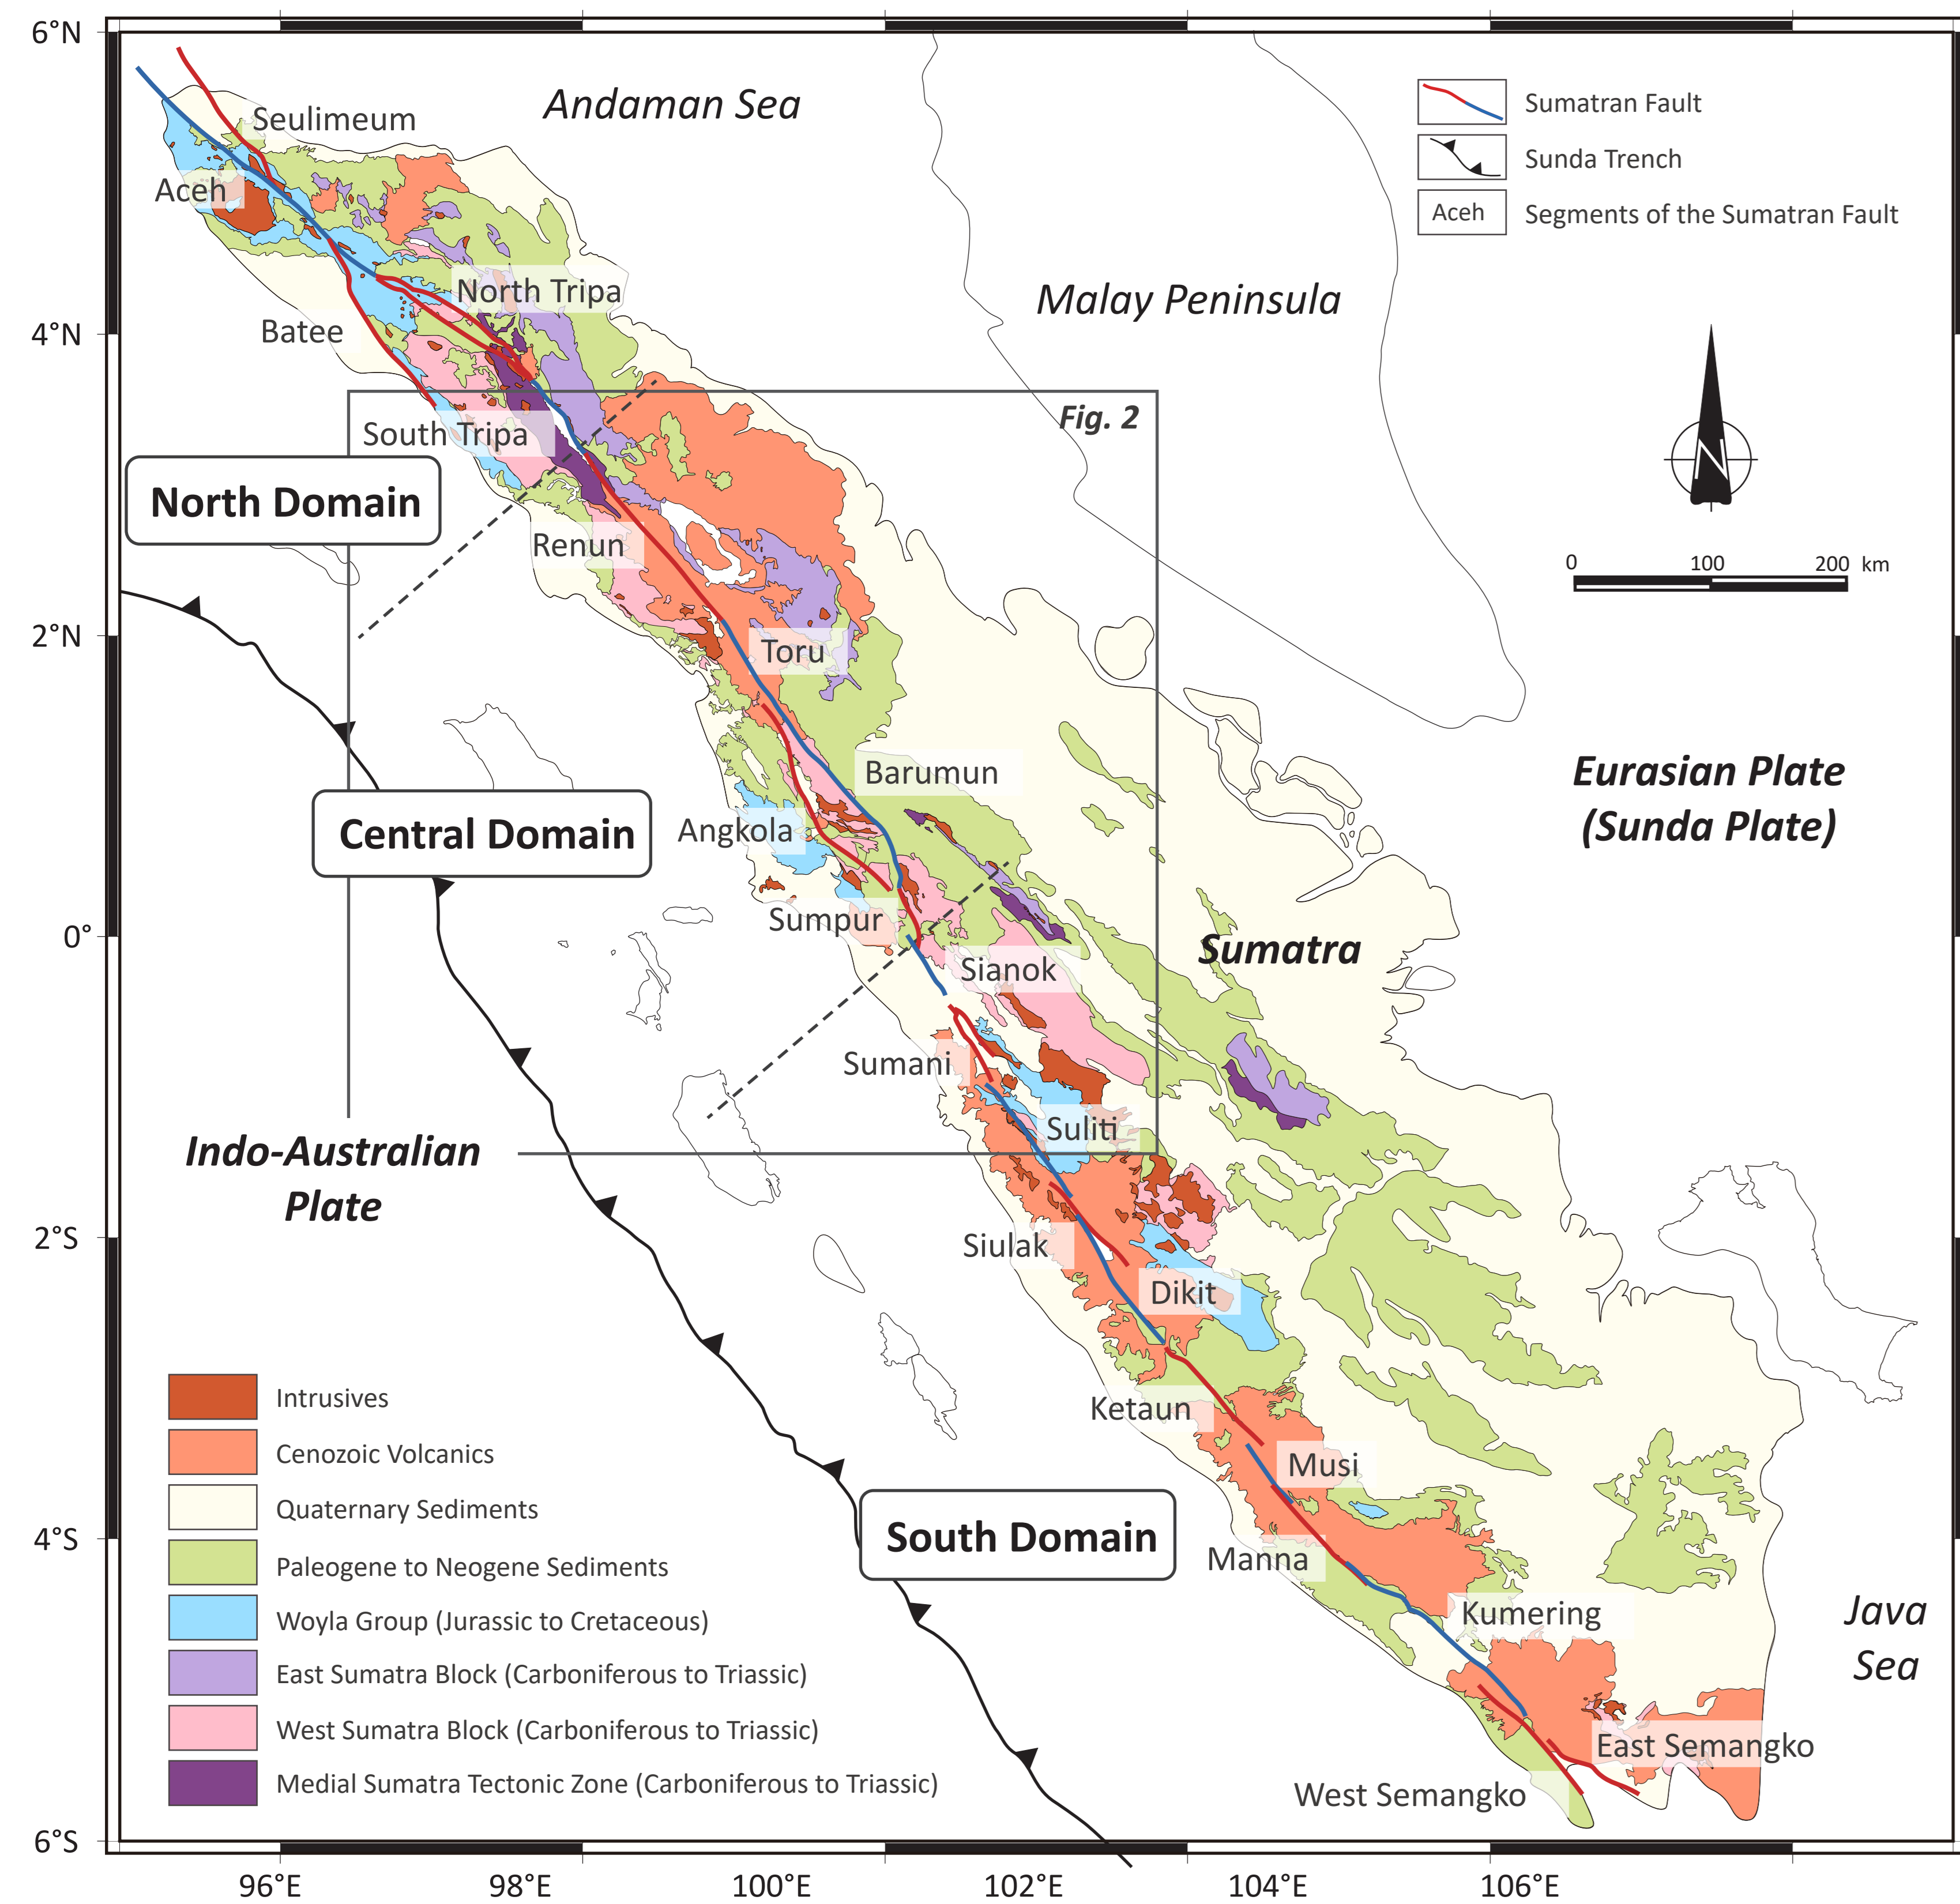 6°N
4°N
2°N
0°
2°S
4°S
6°S
Andaman Sea
Sumatran Fault
Sunda Trench
Aceh
Segments of the Sumatran Fault
Seulimeum
Aceh
North Tripa
Malay Peninsula
Batee
Fig. 2
South Tripa
North Domain
N
Renun
0 100 200 km
Toru
Barumun
Eurasian Plate
(Sunda Plate)
Central Domain
Angkola
Sumpur
Sumatra
Sianok
Sumani
Suliti
Indo-Australian
Plate
Siulak
Dikit
Ketaun
Musi
South Domain
Manna
Kumering
Java
Sea
East Semangko
West Semangko
Intrusives
Cenozoic Volcanics
Quaternary Sediments
Paleogene to Neogene Sediments
Woyla Group (Jurassic to Cretaceous)
East Sumatra Block (Carboniferous to Triassic)
West Sumatra Block (Carboniferous to Triassic)
Medial Sumatra Tectonic Zone (Carboniferous to Triassic)
96°E 98°E 100°E 102°E 104°E 106°E